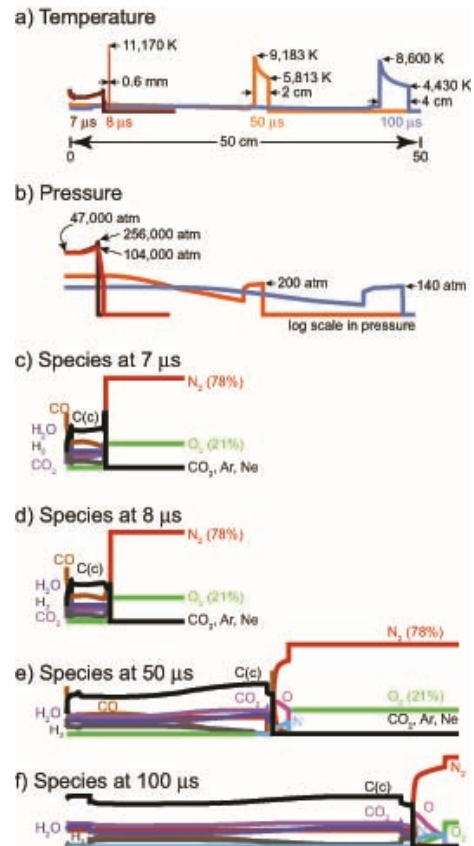 a) Temperature
11,170 K
9,183 K
8,600 K
0.6 mm
5,813 K
4,430 K
2 cm
4 cm
7 µs
8 µs
50 µs
100 µs
50 cm
0
50
b) Pressure
47,000 atm
256,000 atm
104,000 atm
200 atm
140 atm
log scale in pressure
c) Species at 7 µs
N₂ (78%)
CO
C(c)
H₂O
H₂
O₂ (21%)
CO₂
CO₂, Ar, Ne
d) Species at 8 µs
N₂ (78%)
CO
C(c)
H₂O
H₂
O₂ (21%)
CO₂
CO₂, Ar, Ne
N₂ (78%)
e) Species at 50 µs
C(c)
CO₂
O
CO
O₂ (21%)
H₂O
N
CO₂, Ar, Ne
H₂
f) Species at 100 µs
N₂
C(c)
CO₂
O
H₂O
H₂
O₂